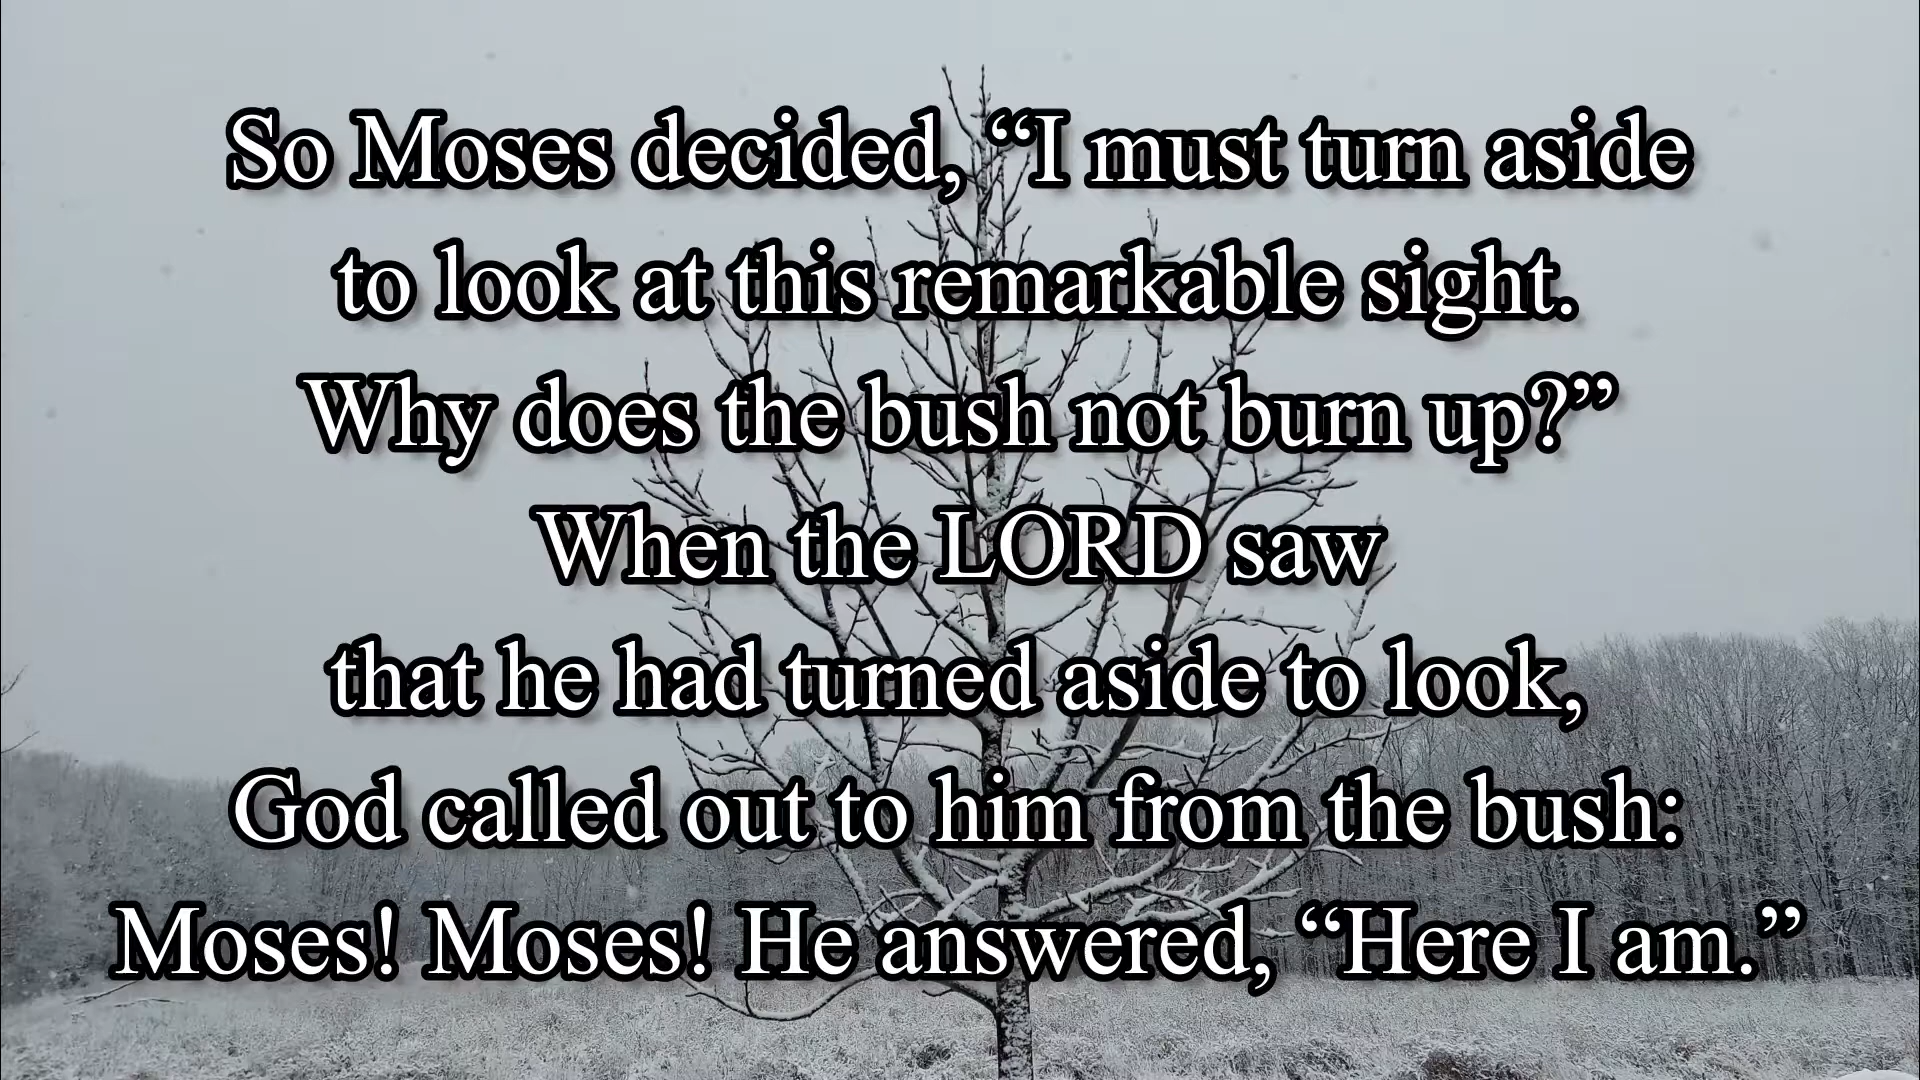 So Moses decided, “I must turn aside
to look at this remarkable sight.
Why does the bush not burn up?”
When the LORD saw
that he had turned aside to look,
God called out to him from the bush:
Moses! Moses! He answered, “Here I am.”